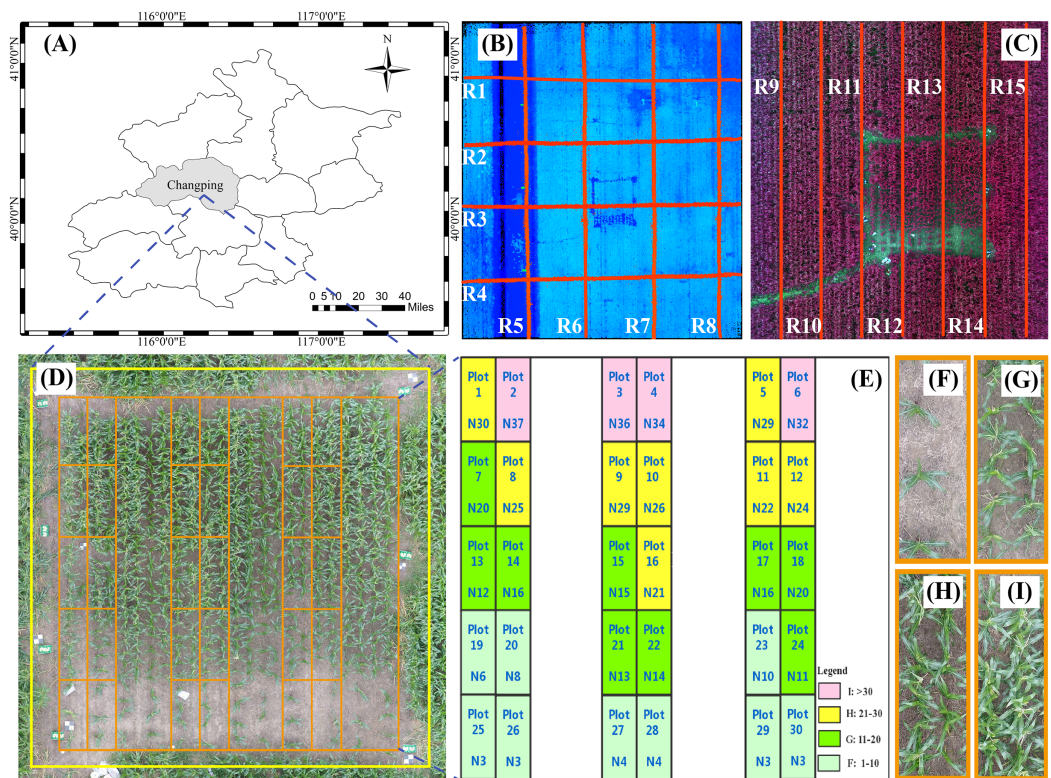 116°0'0"E 117°0'0"E
(A)
N
41°0'0"N
41°0'0"N
Changping
40°0'0"N
40°0'0"N
0 5 10 20 30 40
Miles
116°0'0"E 117°0'0"E
(B)
R1
R2
R3
R4
R5 R6 R7 R8
(C)
R9 R11 R13 R15
R10 R12 R14
(D)
(E)
Plot 1 N30
Plot 2 N37
Plot 3 N36
Plot 4 N34
Plot 5 N29
Plot 6 N32
Plot 7 N20
Plot 8 N25
Plot 9 N29
Plot 10 N26
Plot 11 N22
Plot 12 N24
Plot 13 N12
Plot 14 N16
Plot 15 N15
Plot 16 N21
Plot 17 N16
Plot 18 N20
Plot 19 N6
Plot 20 N8
Plot 21 N13
Plot 22 N14
Plot 23 N10
Plot 24 N11
Plot 25 N3
Plot 26 N3
Plot 27 N4
Plot 28 N4
Plot 29 N3
Plot 30 N3
Legend
I: >30
H: 21-30
G: 11-20
F: 1-10
(F)
(G)
(H)
(I)